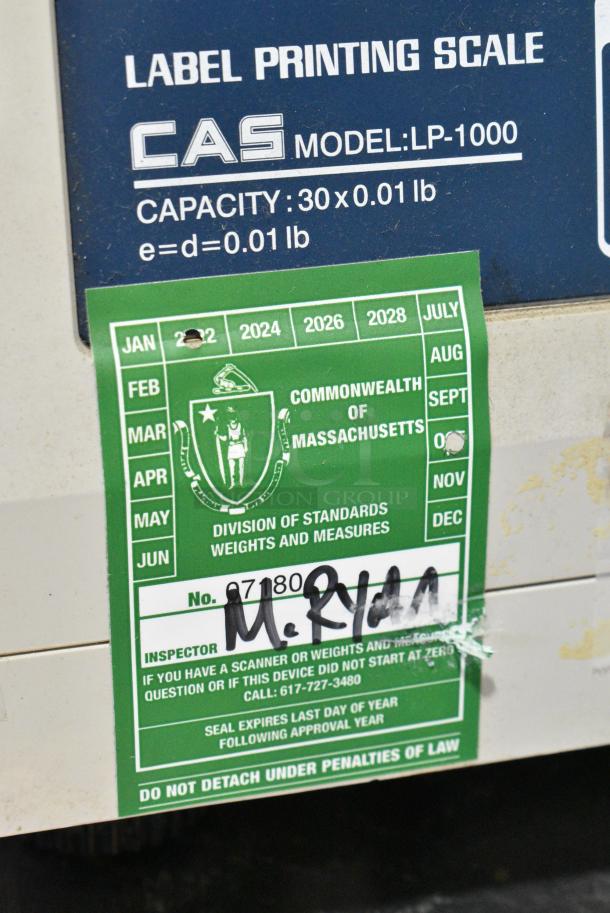 LABEL PRINTING SCALE
CAS MODEL:LP-1000
CAPACITY : 30 x 0.01 lb
e=d=0.01 lb
JAN 2024 2026 2028 JULY
FEB AUG
MAR SEPT
APR
MAY NOV
JUN DEC
COMMONWEALTH
OF
MASSACHUSETTS
DIVISION OF STANDARDS
WEIGHTS AND MEASURES
No. 07180
INSPECTOR M. RYAN
IF YOU HAVE A SCANNER OR WEIGHTS AND MEASURES
QUESTION OR IF THIS DEVICE DID NOT START AT ZERO
CALL: 617-727-3480
SEAL EXPIRES LAST DAY OF YEAR
FOLLOWING APPROVAL YEAR
DO NOT DETACH UNDER PENALTIES OF LAW